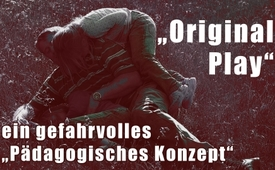 „Original
Play“
ein gefahrvolles
„Pädagogisches Konzept“